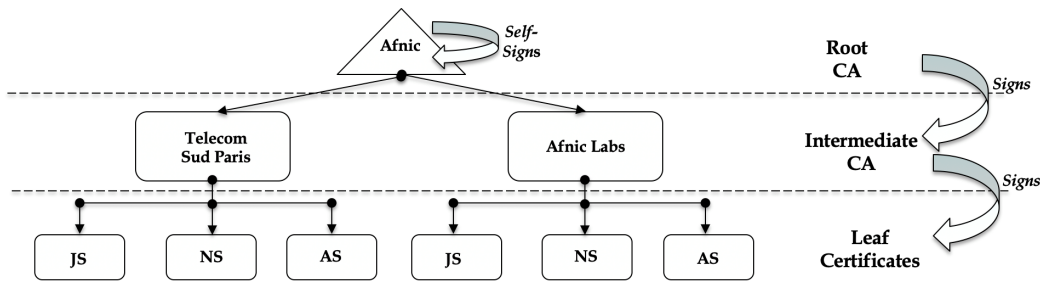 Afnic
Self-
Signs
Root
CA
Signs
Telecom
Sud Paris
Afnic Labs
Intermediate
CA
Signs
JS
NS
AS
JS
NS
AS
Leaf
Certificates